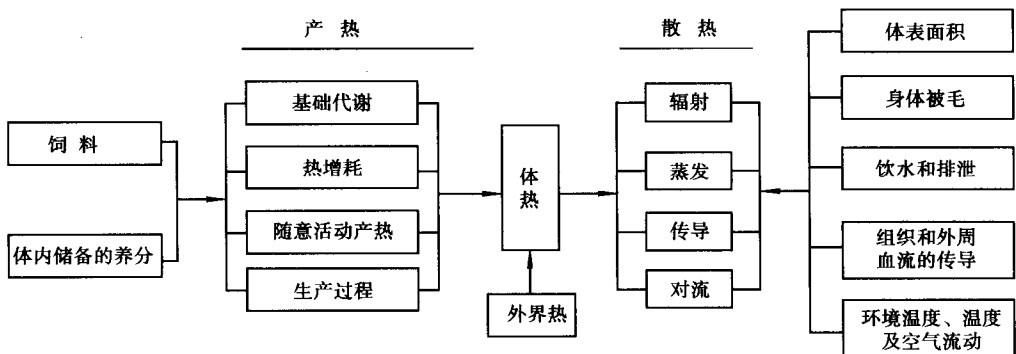 产 热
散 热
饲 料
体内储备的养分
基础代谢
热增耗
随意活动产热
生产过程
体
热
外界热
辐射
蒸发
传导
对流
体表面积
身体被毛
饮水和排泄
组织和外周
血流的传导
环境温度、温度
及空气流动